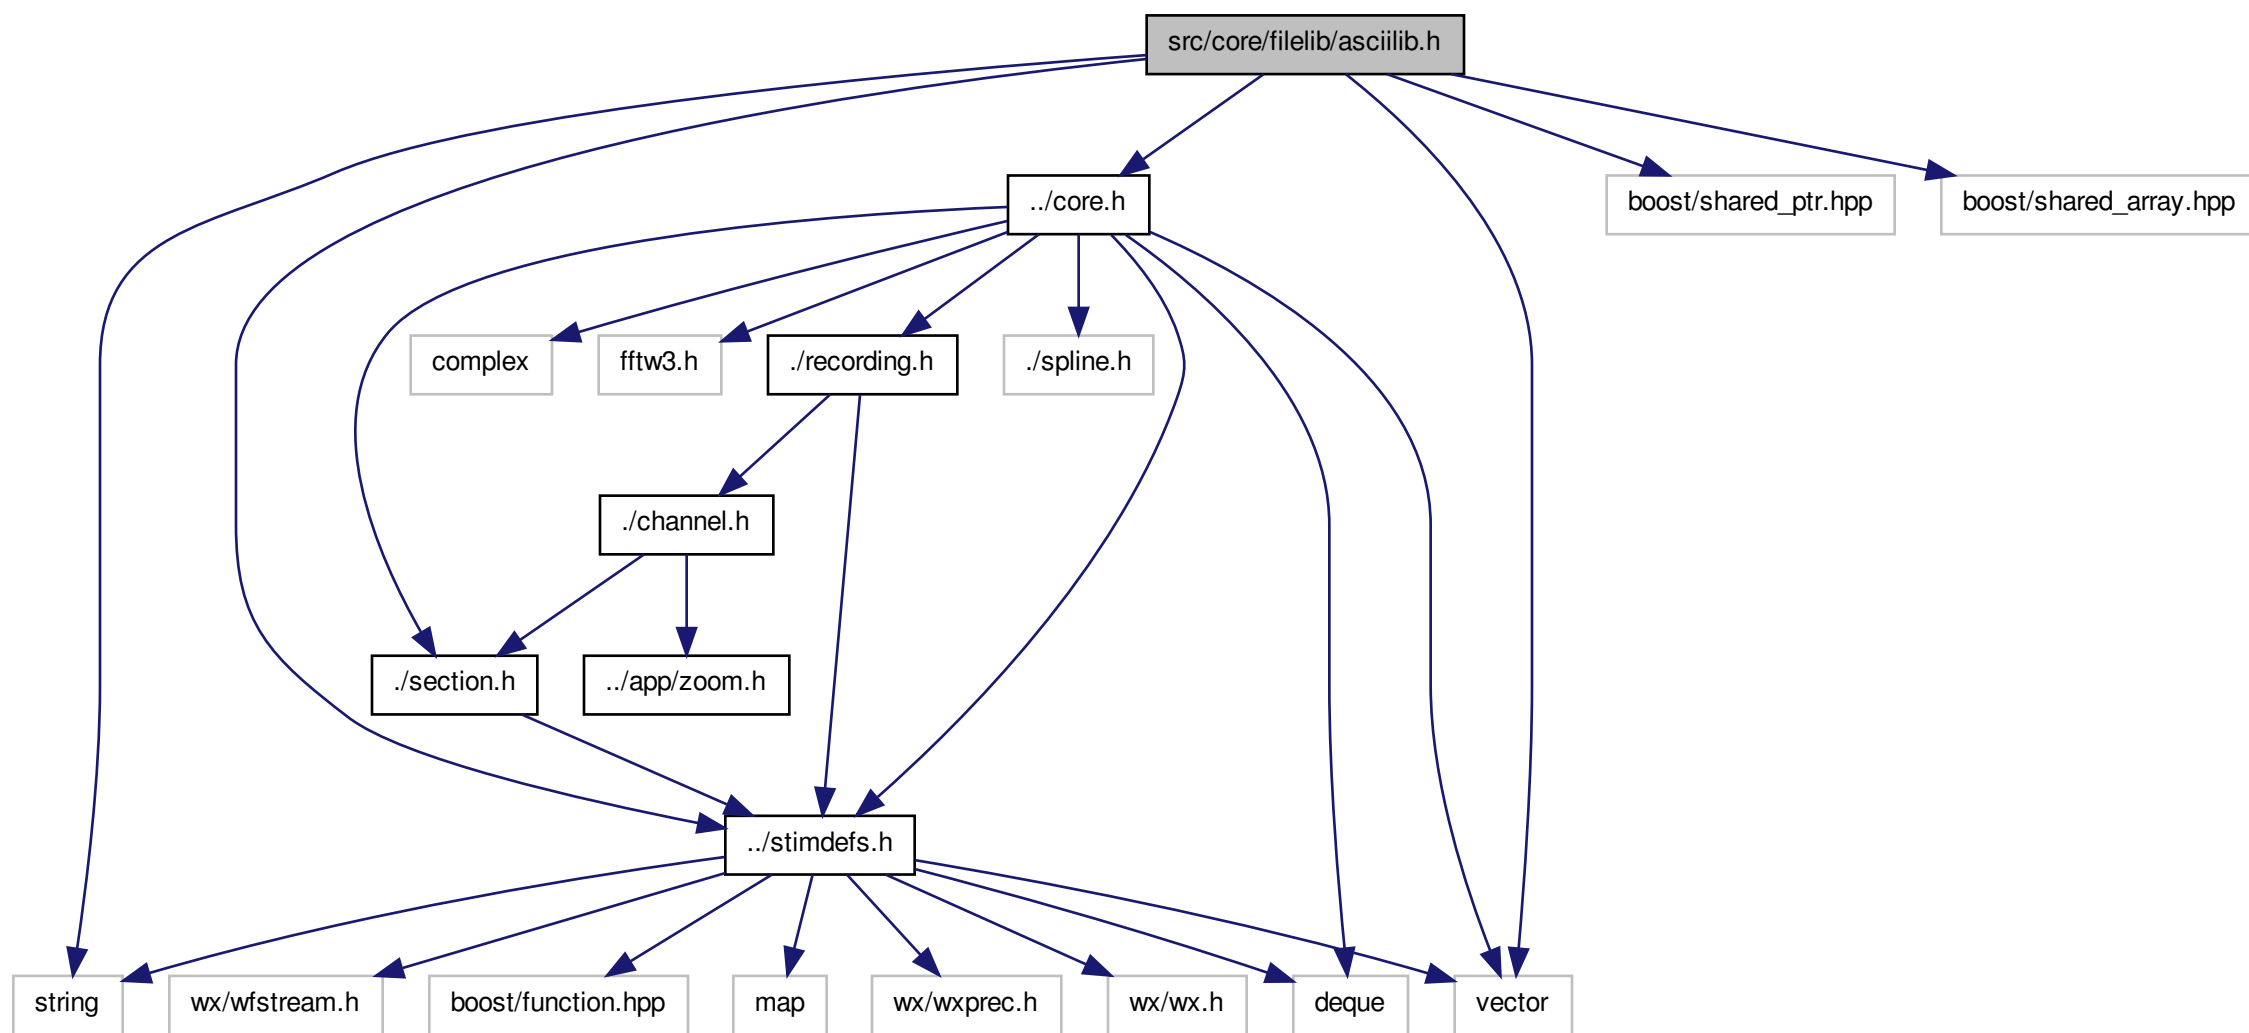 src/core/filelib/asciilib.h
../core.h
boost/shared_ptr.hpp
boost/shared_array.hpp
complex
fftw3.h
./recording.h
./spline.h
./channel.h
./section.h
../app/zoom.h
../stimdefs.h
string
wx/wfstream.h
boost/function.hpp
map
wx/wxprec.h
wx/wx.h
deque
vector